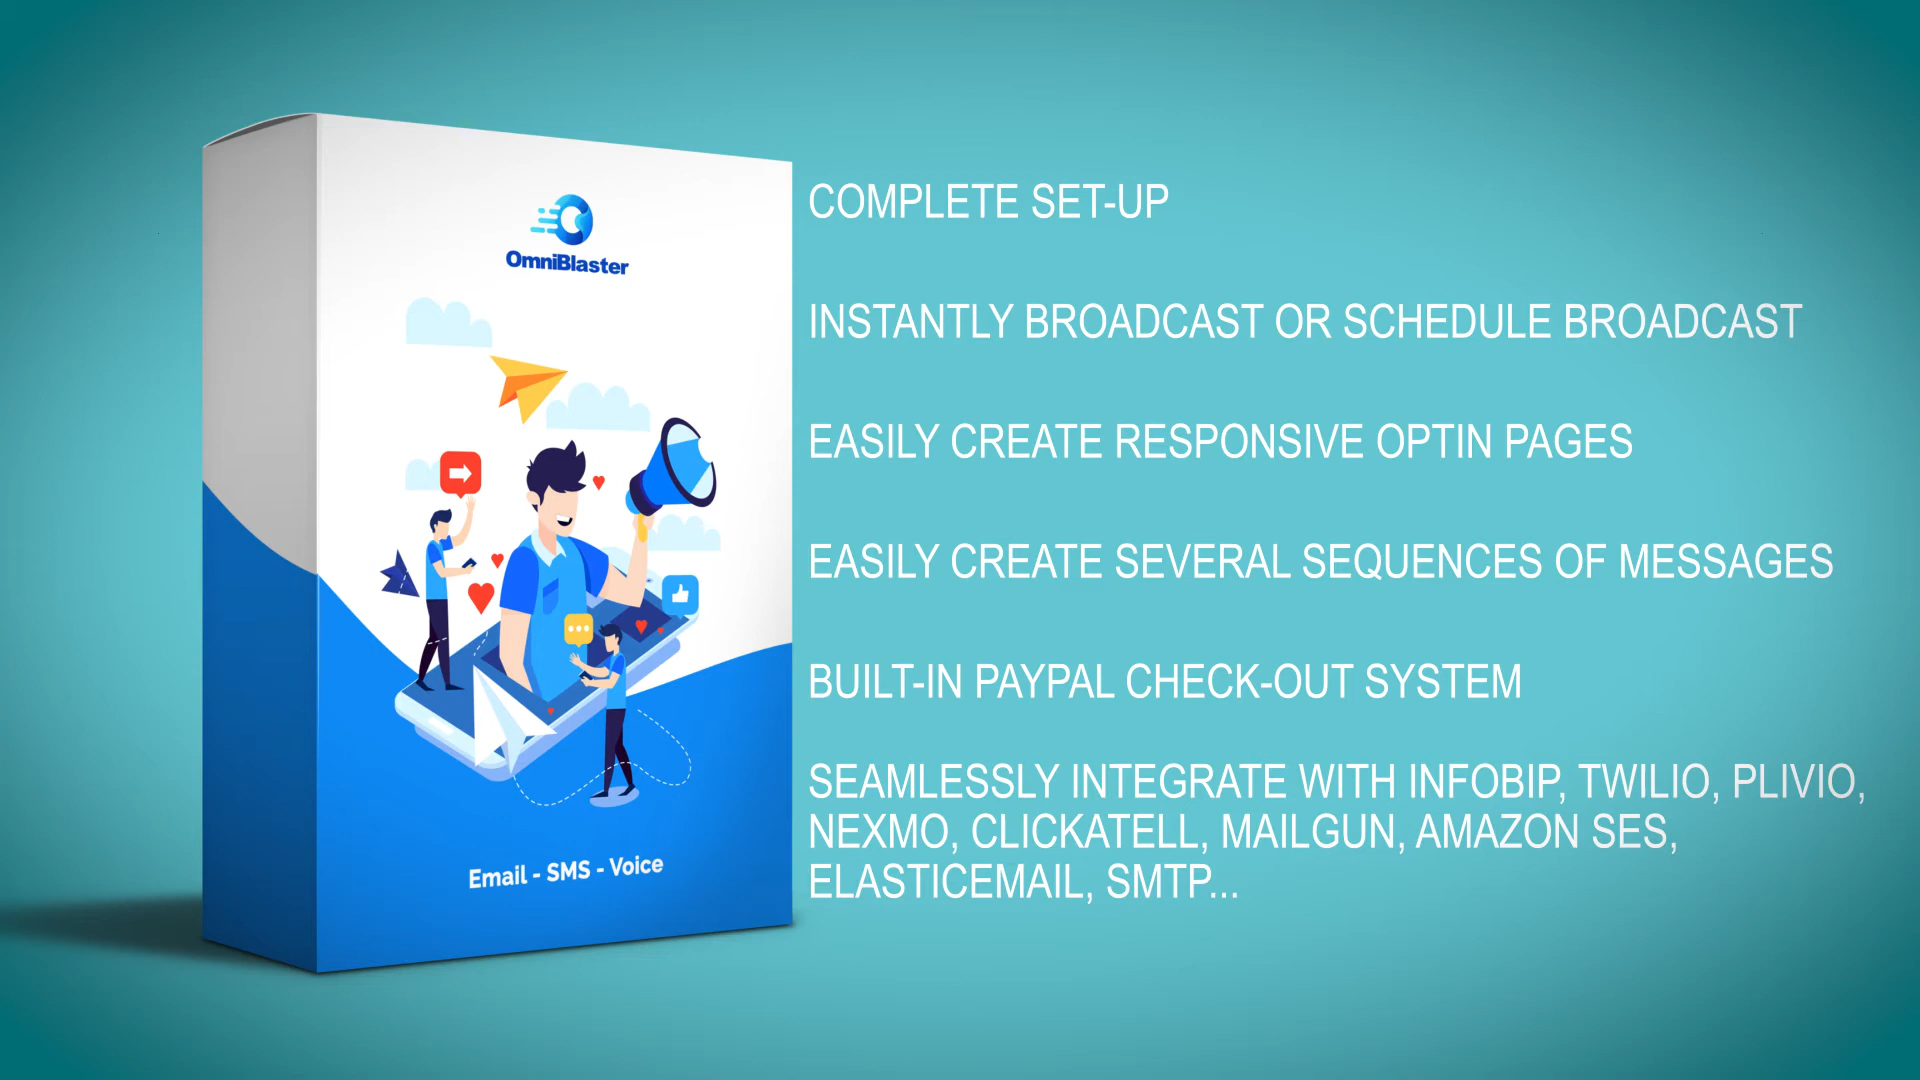 OmniBlaster
Email - SMS - Voice
COMPLETE SET-UP
INSTANTLY BROADCAST OR SCHEDULE BROADCAST
EASILY CREATE RESPONSIVE OPTIN PAGES
EASILY CREATE SEVERAL SEQUENCES OF MESSAGES
BUILT-IN PAYPAL CHECK-OUT SYSTEM
SEAMLESSLY INTEGRATE WITH INFOBIP, TWILIO, PLIVIO,
NEXMO, CLICKATELL, MAILGUN, AMAZON SES,
ELASTICEMAIL, SMTP...